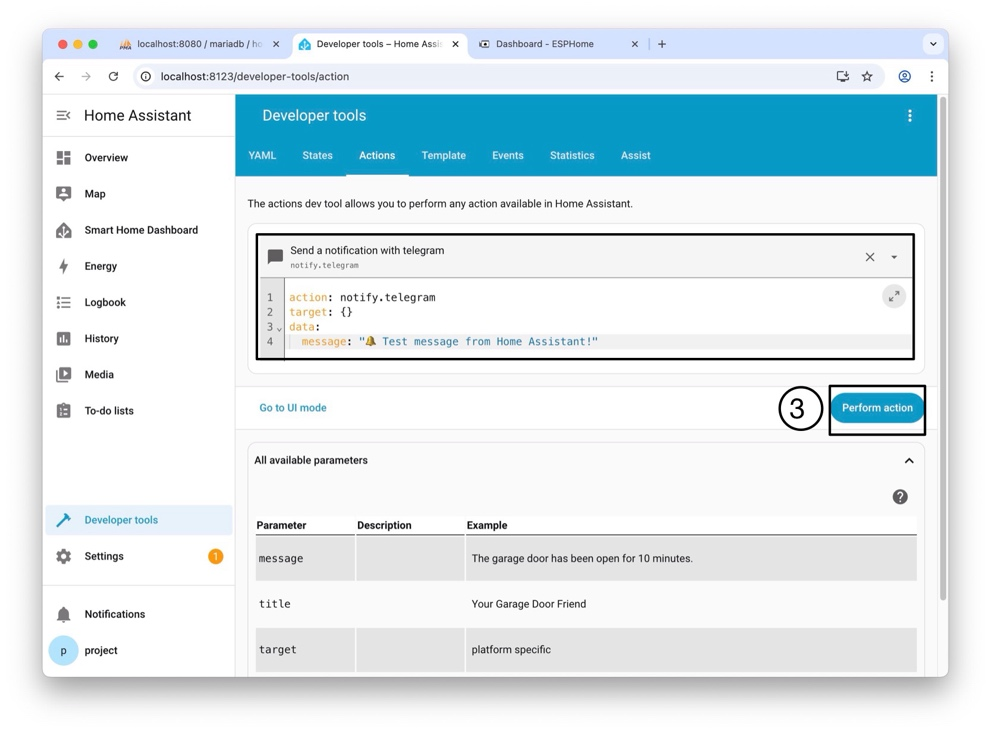 localhost:8080 / mariadb / ho
Developer tools – Home Assis
Dashboard - ESPHome
localhost:8123/developer-tools/action
Home Assistant
Developer tools
YAML States Actions Template Events Statistics Assist
Overview
Map
Smart Home Dashboard
Energy
Logbook
History
Media
To-do lists
Developer tools
Settings 1
Notifications
p project
The actions dev tool allows you to perform any action available in Home Assistant.
Send a notification with telegram
notify.telegram
1 action: notify.telegram
2 target: {}
3 data:
4 message: "🔔 Test message from Home Assistant!"
Go to UI mode
3
Perform action
All available parameters
Parameter Description Example
message The garage door has been open for 10 minutes.
title Your Garage Door Friend
target platform specific